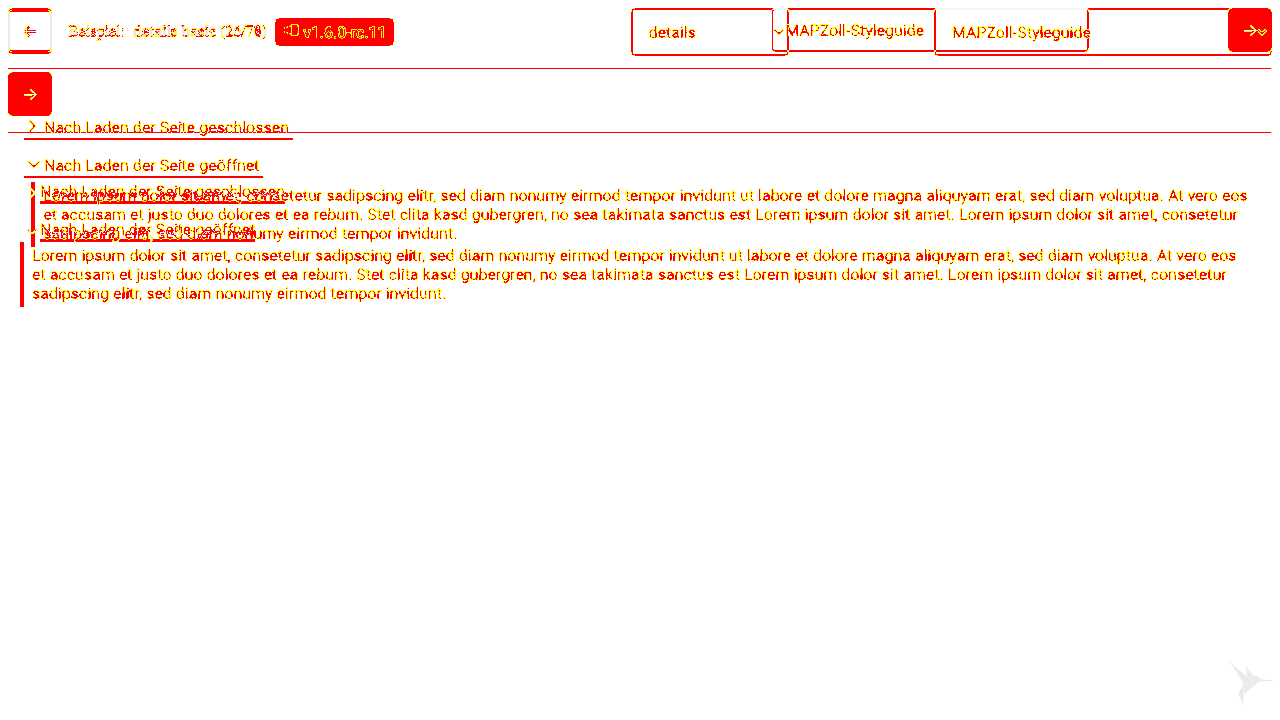 Beispiel: details basic (26/78) v1.6.0-rc.11 details MAPZoll-Styleguide MAPZoll-Styleguide
Nach Laden der Seite geschlossen
Nach Laden der Seite geöffnet
Nach Laden der Seite geschlossen
Lorem ipsum dolor sit amet, consetetur sadipscing elitr, sed diam nonumy eirmod tempor invidunt ut labore et dolore magna aliquyam erat, sed diam voluptua. At vero eos
et accusam et justo duo dolores et ea rebum. Stet clita kasd gubergren, no sea takimata sanctus est Lorem ipsum dolor sit amet. Lorem ipsum dolor sit amet, consetetur
Nach Laden der Seite geöffnet
sadipscing elitr, sed diam nonumy eirmod tempor invidunt.
Lorem ipsum dolor sit amet, consetetur sadipscing elitr, sed diam nonumy eirmod tempor invidunt ut labore et dolore magna aliquyam erat, sed diam voluptua. At vero eos
et accusam et justo duo dolores et ea rebum. Stet clita kasd gubergren, no sea takimata sanctus est Lorem ipsum dolor sit amet. Lorem ipsum dolor sit amet, consetetur
sadipscing elitr, sed diam nonumy eirmod tempor invidunt.